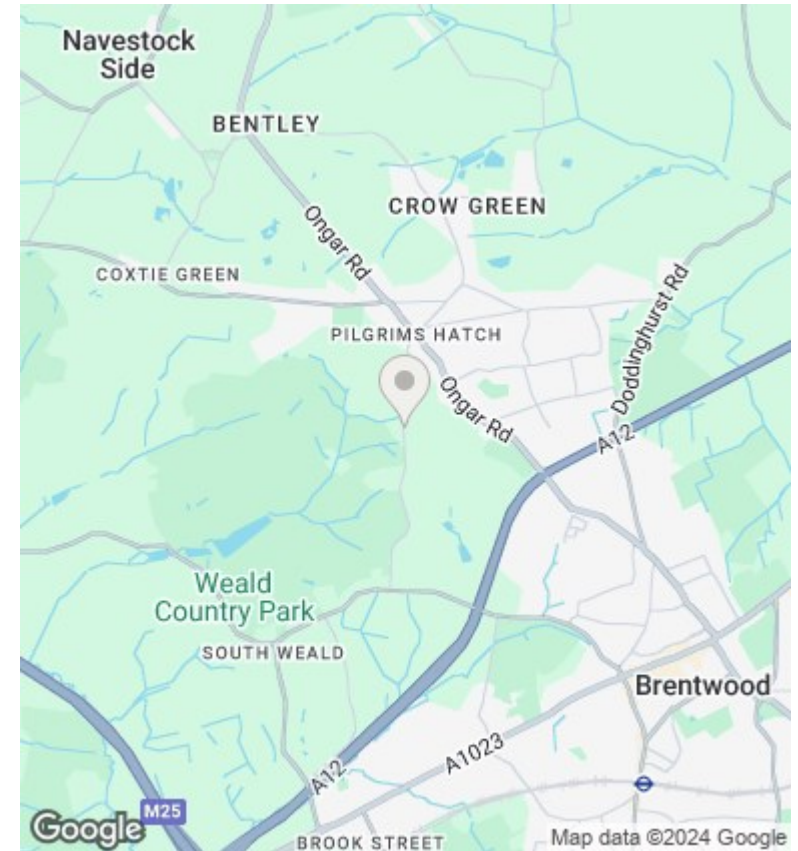 Navestock
Side
BENTLEY
CROW GREEN
Ongar Rd
COXTIE GREEN
Doddinghurst Rd
PILGRIMS HATCH
Ongar Rd
A12
Weald
Country Park
SOUTH WEALD
Brentwood
A1023
A12
M25
BROOK STREET
Google
Map data ©2024 Google